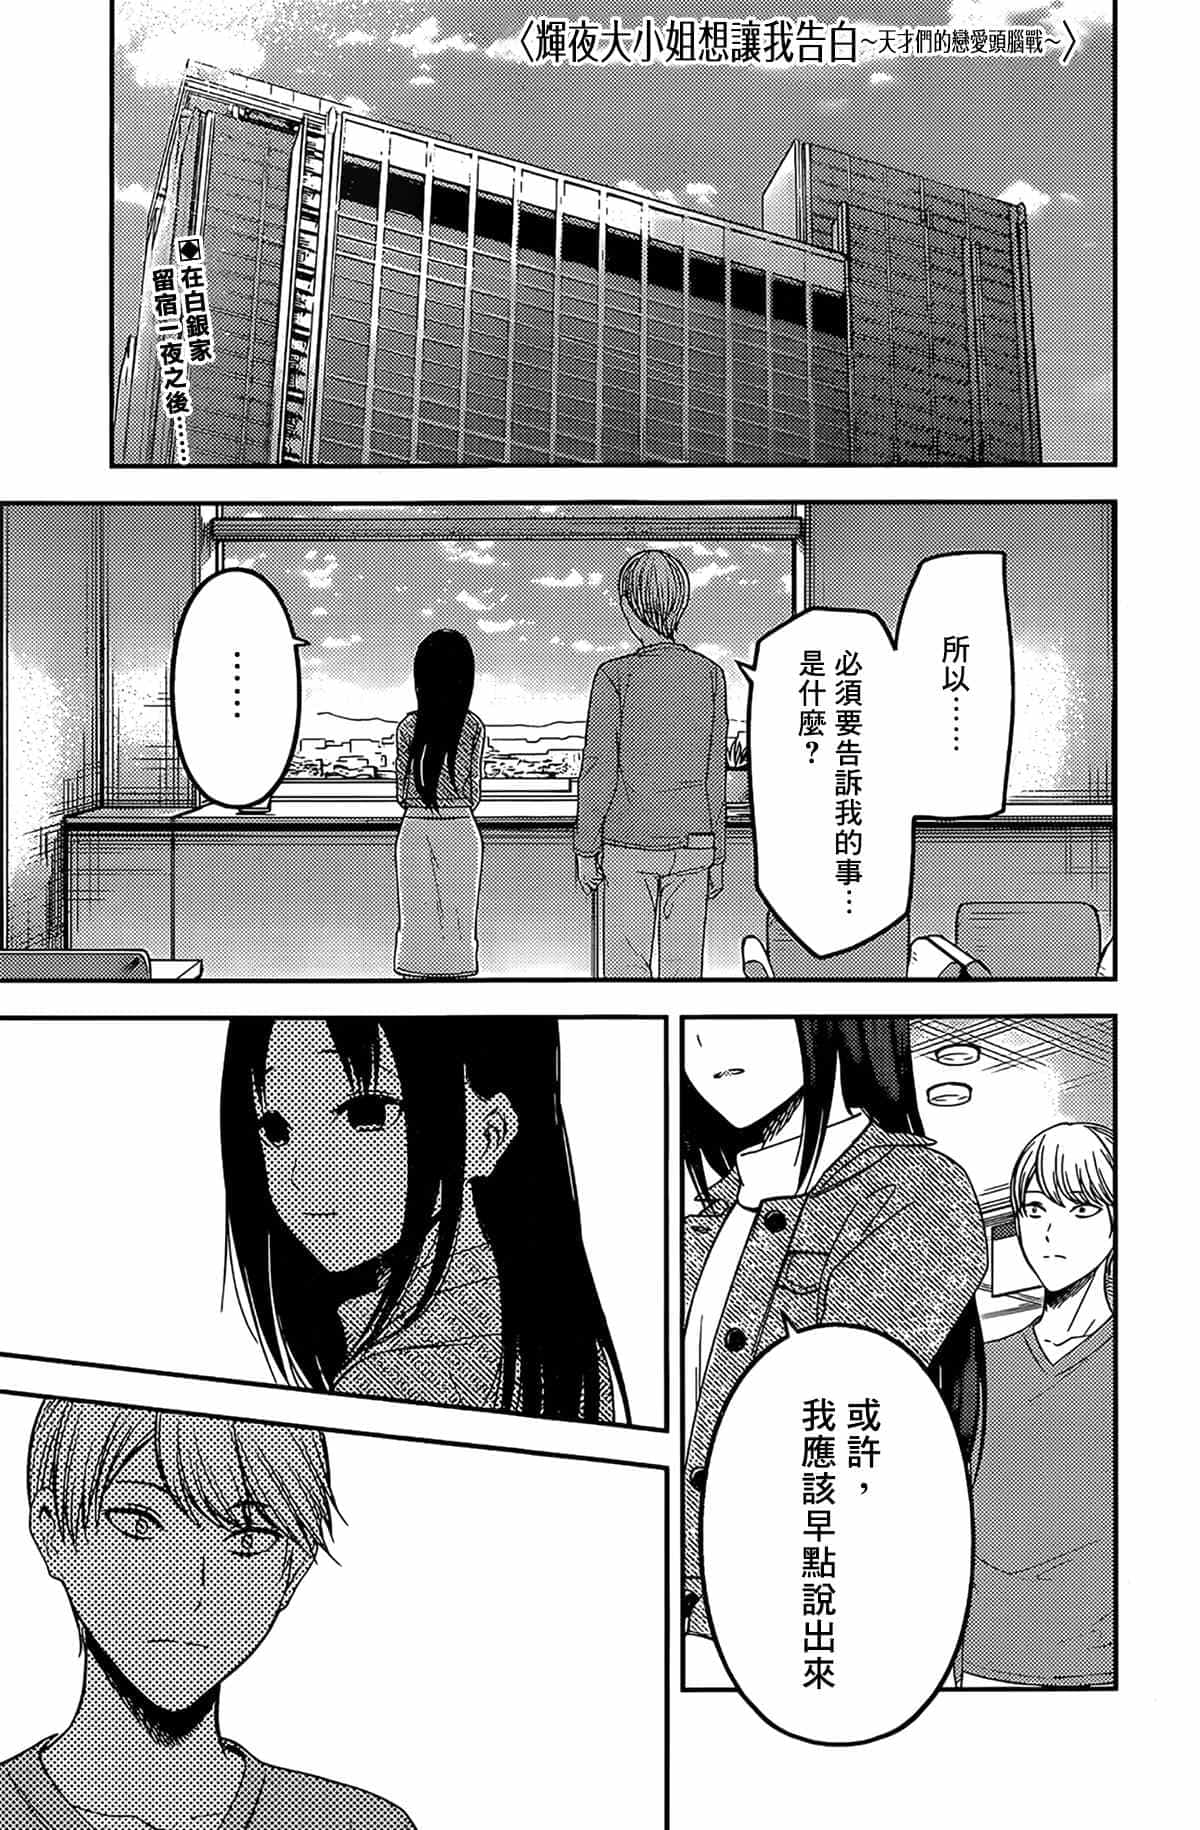 〈輝夜大小姐想讓我告白～天才們的戀愛頭腦戰～〉
◆在白銀家
留宿一夜之後……
所以……
必須要告訴我的事…
是什麼？
……
或許，
我應該早點說出來